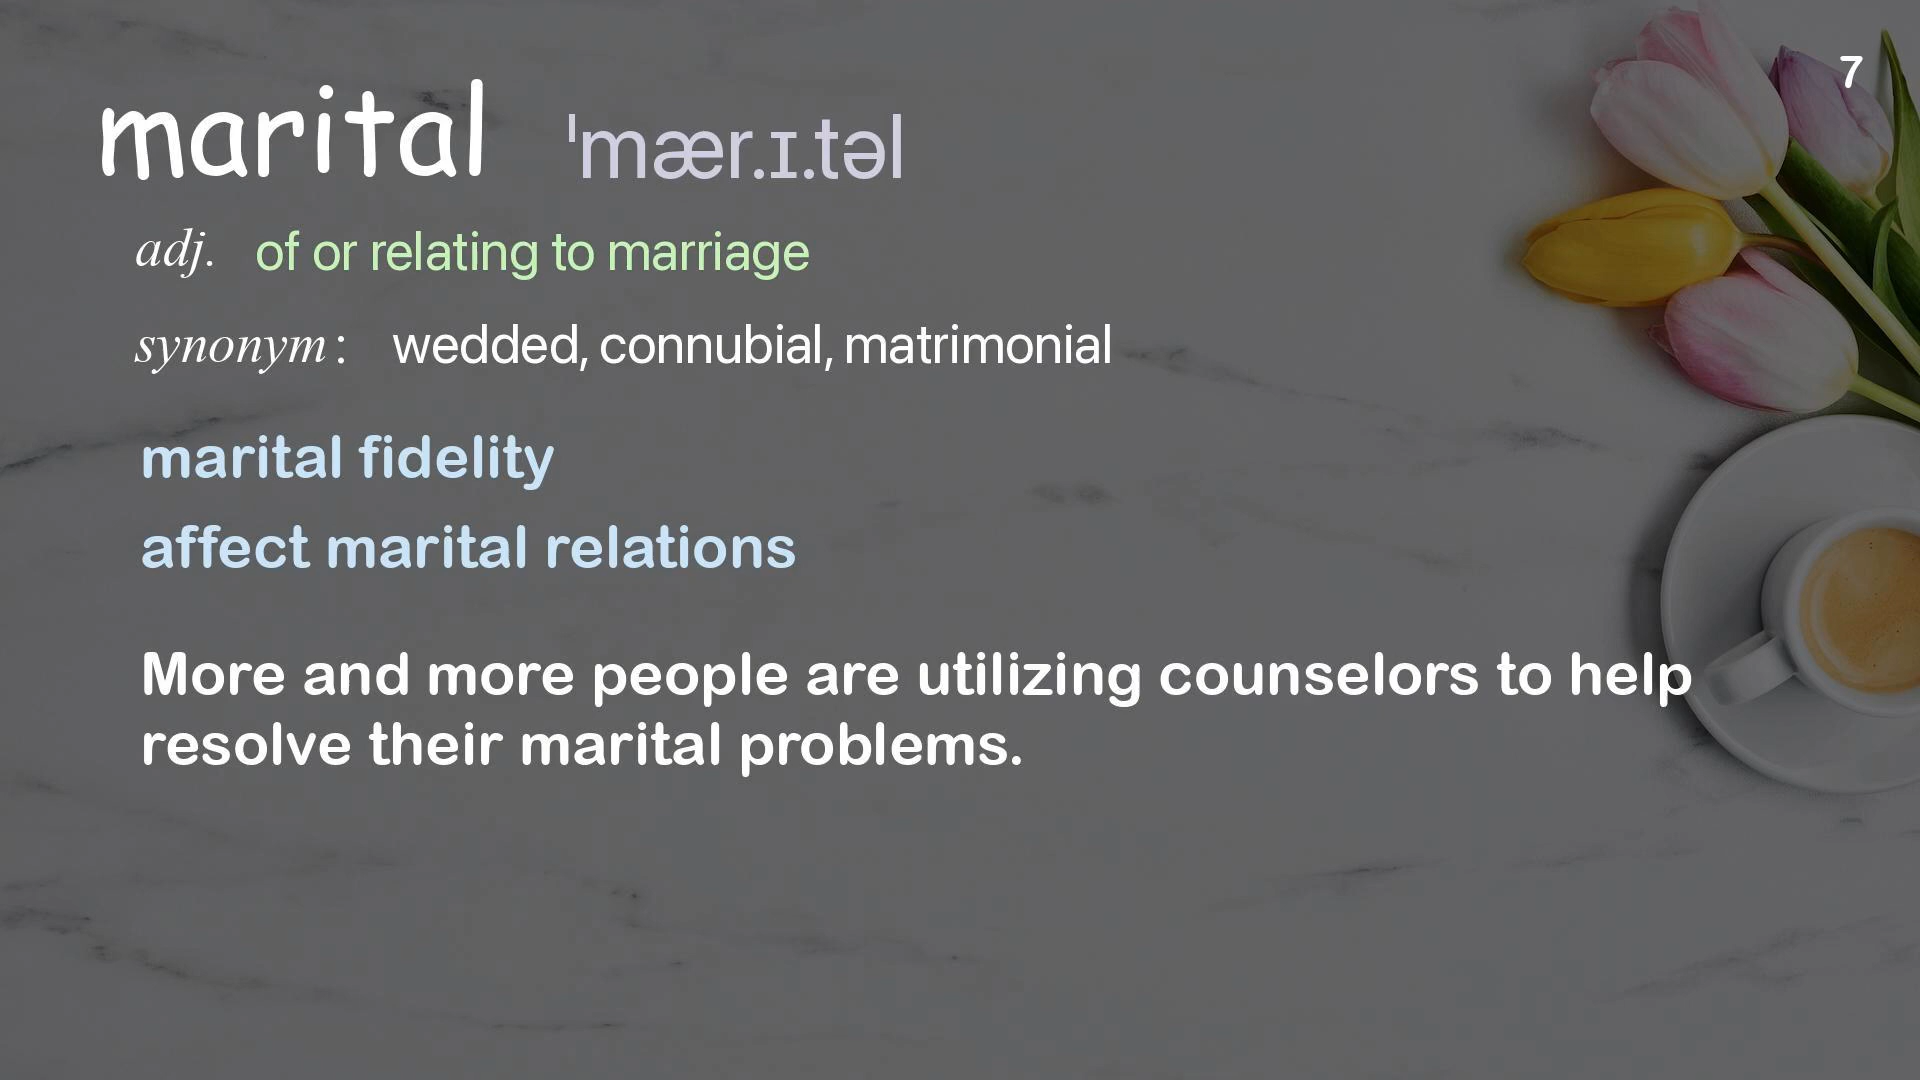 7
marital ˈmær.ɪ.təl
adj. of or relating to marriage
synonym : wedded, connubial, matrimonial
marital fidelity
affect marital relations
More and more people are utilizing counselors to help
resolve their marital problems.